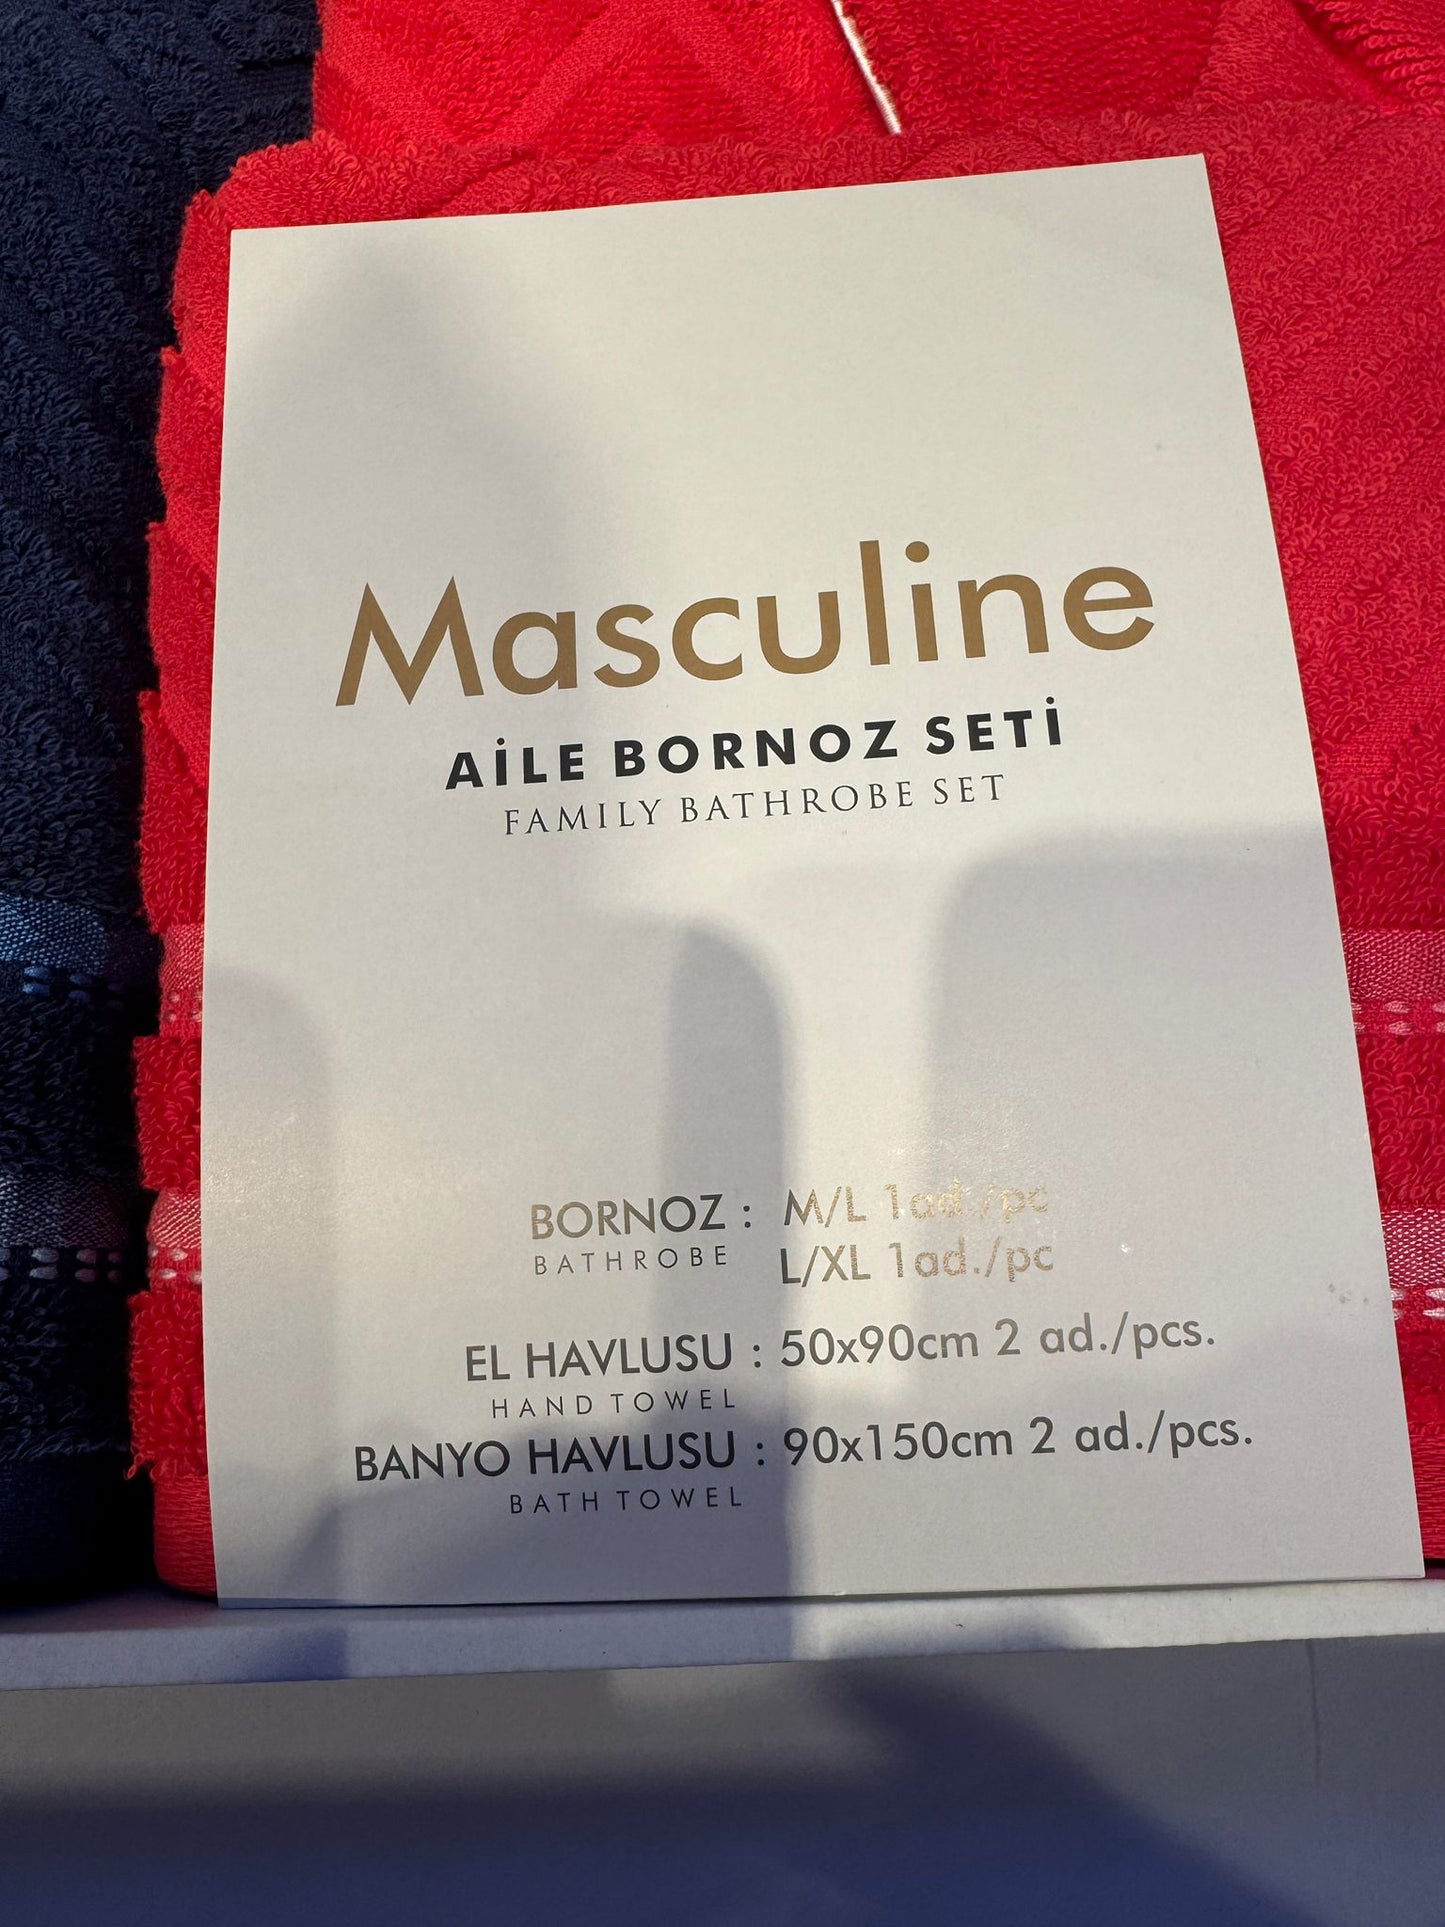 Masculine
AİLE BORNOZ SETİ
FAMILY BATHROBE SET
BORNOZ : M/L 1ad./pc
BATHROBE L/XL 1ad./pc
EL HAVLUSU : 50x90cm 2 ad./pcs.
HAND TOWEL
BANYO HAVLUSU : 90x150cm 2 ad./pcs.
BATH TOWEL